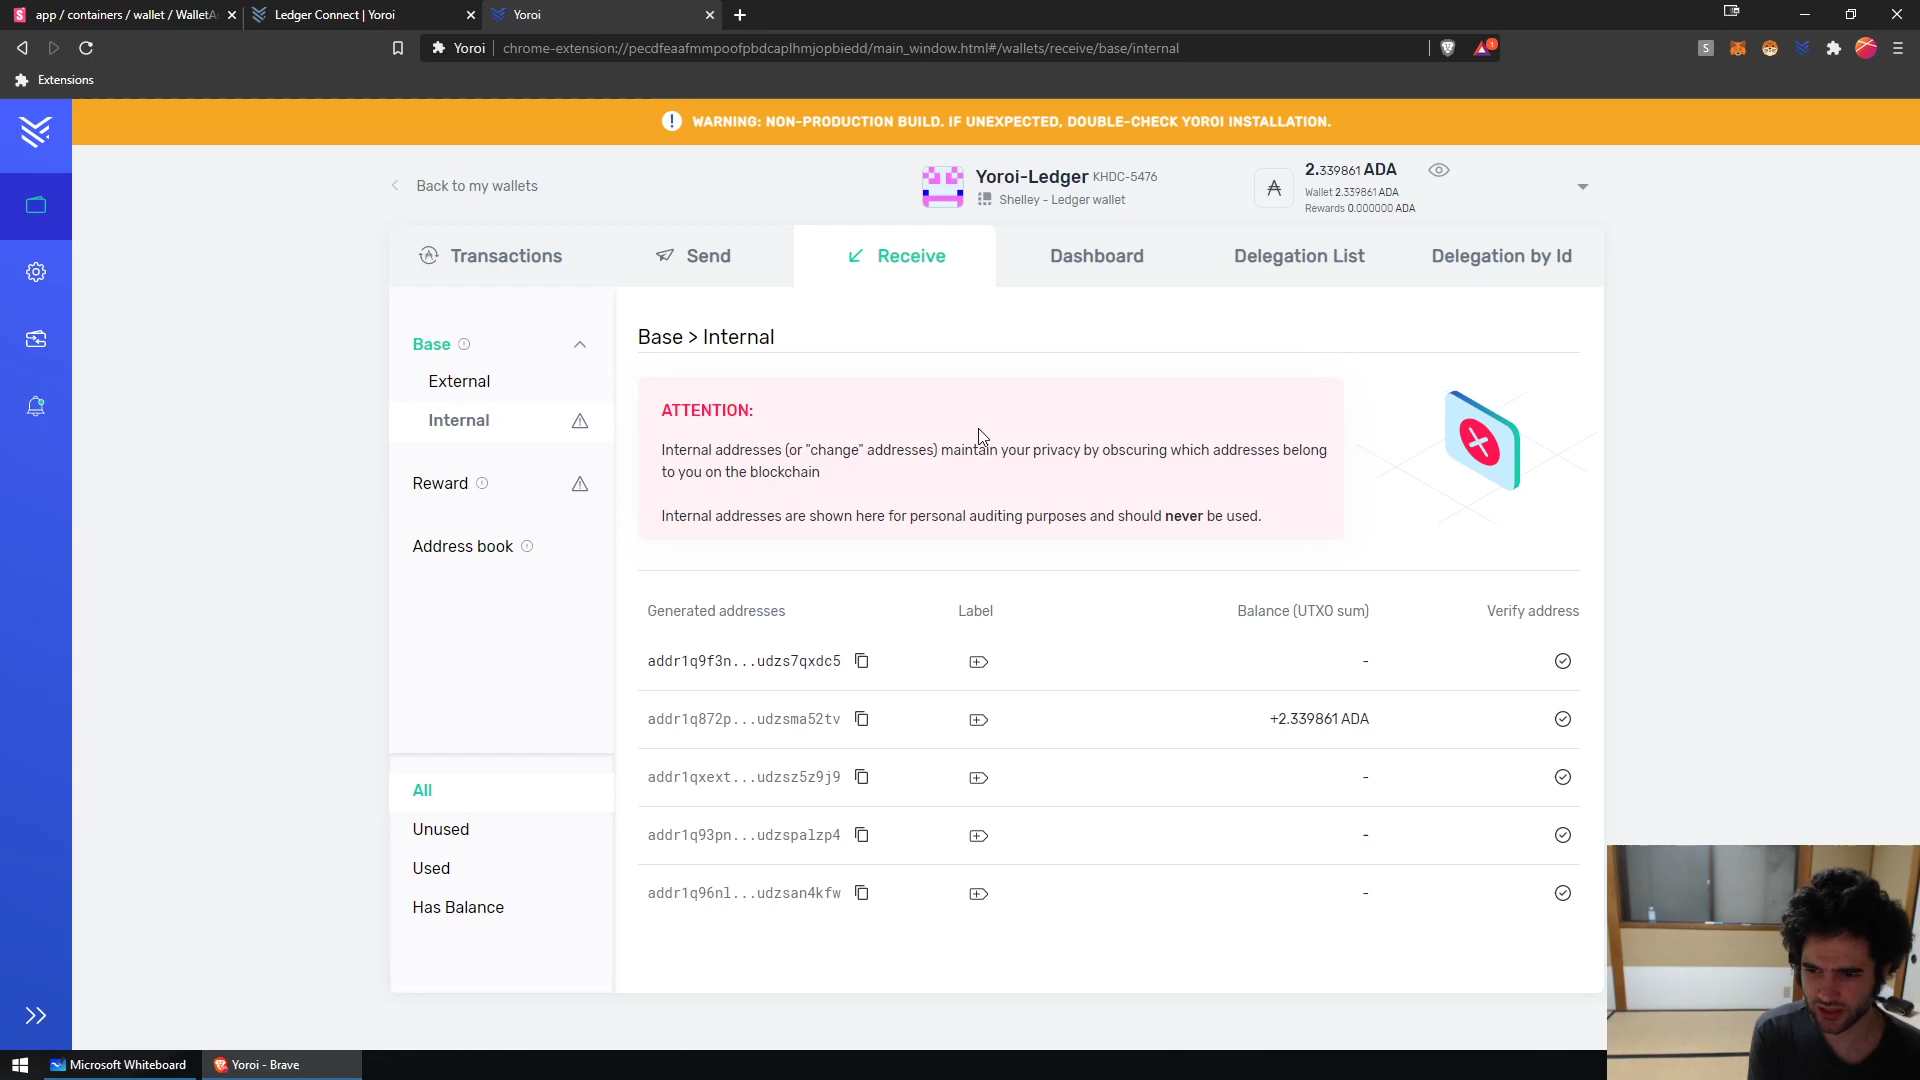 app / containers / wallet / WalletA
Ledger Connect | Yoroi
Yoroi
Yoroi
chrome-extension://pecdfeaafmmpoofpbdcaplhmjopbiedd/main_window.html#/wallets/receive/base/internal
1
Extensions
WARNING: NON-PRODUCTION BUILD. IF UNEXPECTED, DOUBLE-CHECK YOROI INSTALLATION.
Back to my wallets
Yoroi-Ledger KHDC-5476
Shelley - Ledger wallet
2.339861 ADA
Wallet 2.339861 ADA
Rewards 0.000000 ADA
Transactions
Send
Receive
Dashboard
Delegation List
Delegation by Id
Base
External
Internal
Reward
Address book
All
Unused
Used
Has Balance
Base > Internal
ATTENTION:
Internal addresses (or "change" addresses) maintain your privacy by obscuring which addresses belong
to you on the blockchain
Internal addresses are shown here for personal auditing purposes and should never be used.
Generated addresses Label Balance (UTXO sum) Verify address
addr1q9f3n...udzs7qxdc5 -
addr1q872p...udzsma52tv +2.339861 ADA
addr1qxext...udzsz5z9j9 -
addr1q93pn...udzspalzp4 -
addr1q96nl...udzsan4kfw -
Microsoft Whiteboard
Yoroi - Brave